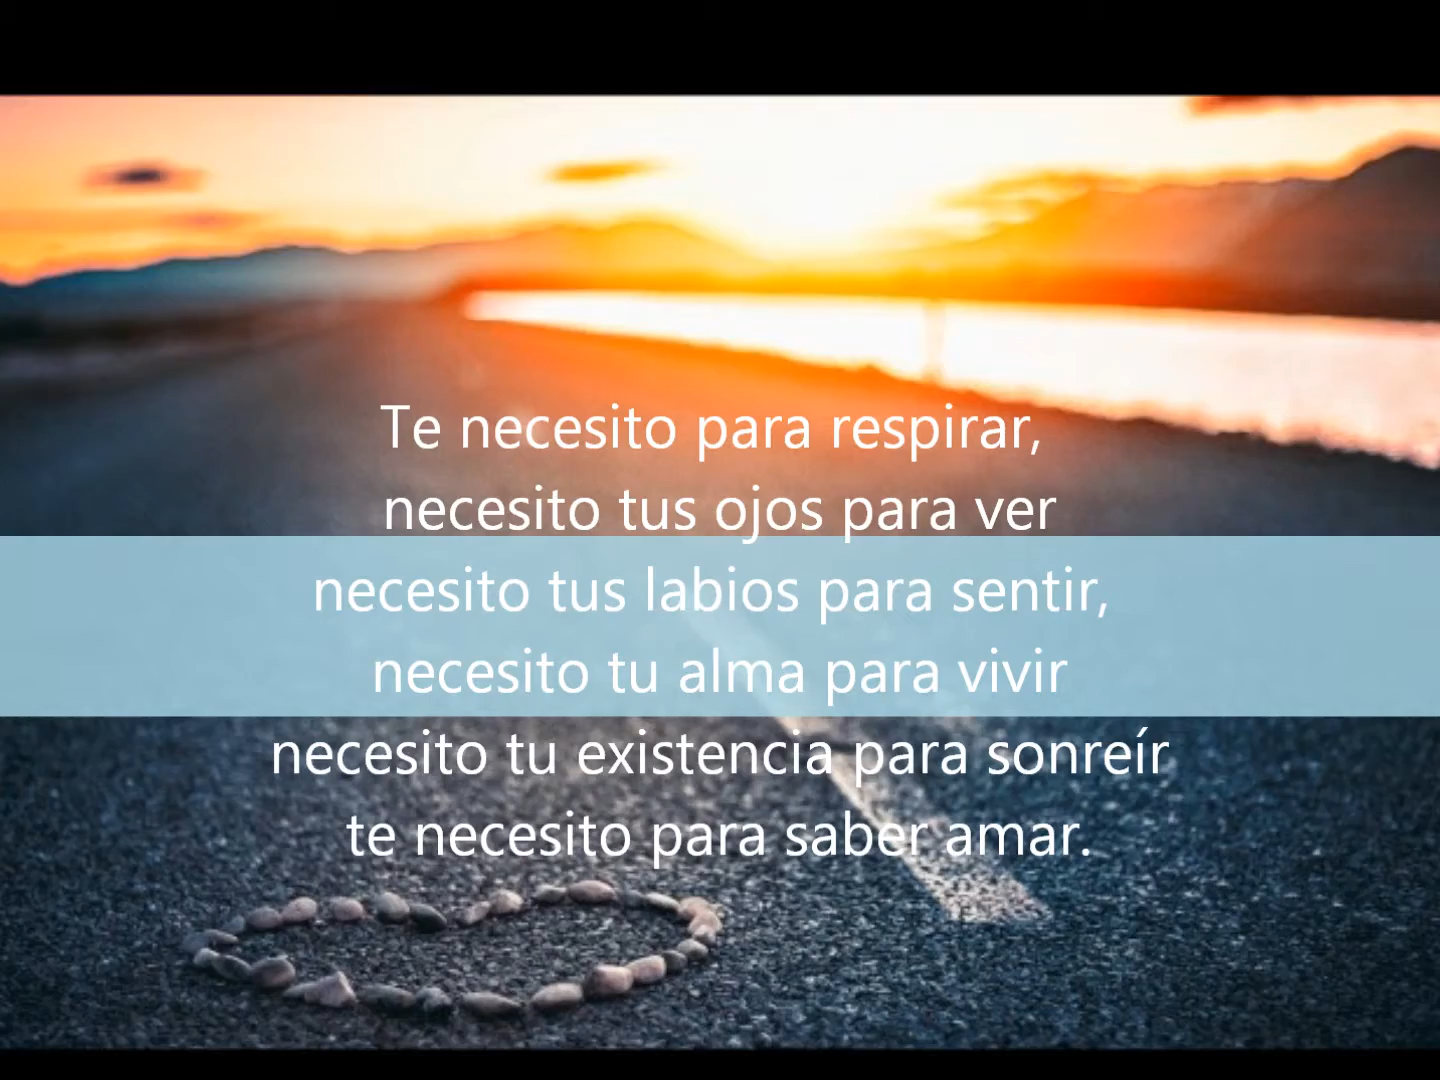 Te necesito para respirar,
necesito tus ojos para ver
necesito tus labios para sentir,
necesito tu alma para vivir
necesito tu existencia para sonreír
te necesito para saber amar.